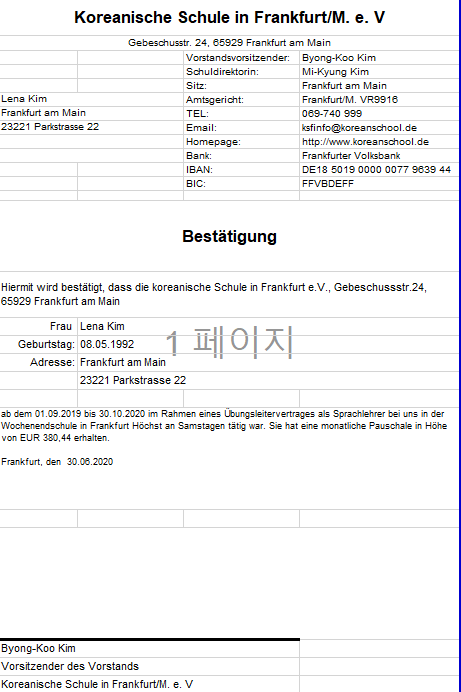 Koreanische Schule in Frankfurt/M. e. V
Gebeschusstr. 24, 65929 Frankfurt am Main
Vorstandsvorsitzender: Byong-Koo Kim
Schuldirektorin: Mi-Kyung Kim
Sitz: Frankfurt am Main
Lena Kim Amtsgericht: Frankfurt/M. VR9916
Frankfurt am Main TEL: 069-740 999
23221 Parkstrasse 22 Email: ksfinfo@koreanschool.de
Homepage: http://www.koreanschool.de
Bank: Frankfurter Volksbank
IBAN: DE18 5019 0000 0077 9639 44
BIC: FFVBDEFF
Bestätigung
Hiermit wird bestätigt, dass die koreanische Schule in Frankfurt e.V., Gebeschussstr.24,
65929 Frankfurt am Main
Frau Lena Kim
Geburtstag: 08.05.1992
1 페이지
Adresse: Frankfurt am Main
23221 Parkstrasse 22
ab dem 01.09.2019 bis 30.10.2020 im Rahmen eines Übungsleitervertrages als Sprachlehrer bei uns in der
Wochenendschule in Frankfurt Höchst an Samstagen tätig war. Sie hat eine monatliche Pauschale in Höhe
von EUR 380,44 erhalten.
Frankfurt, den 30.06.2020
Byong-Koo Kim
Vorsitzender des Vorstands
Koreanische Schule in Frankfurt/M. e. V